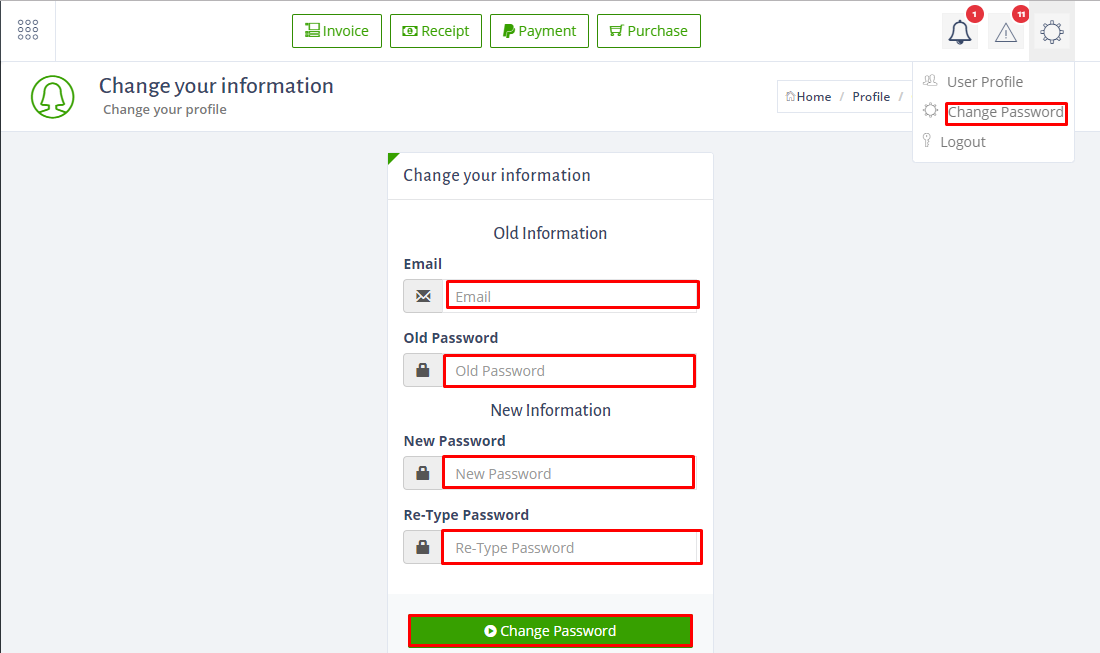 Invoice Receipt Payment Purchase 1 11
Change your information
Change your profile
Home / Profile /
User Profile
Change Password
Logout
Change your information
Old Information
Email
Email
Old Password
Old Password
New Information
New Password
New Password
Re-Type Password
Re-Type Password
Change Password